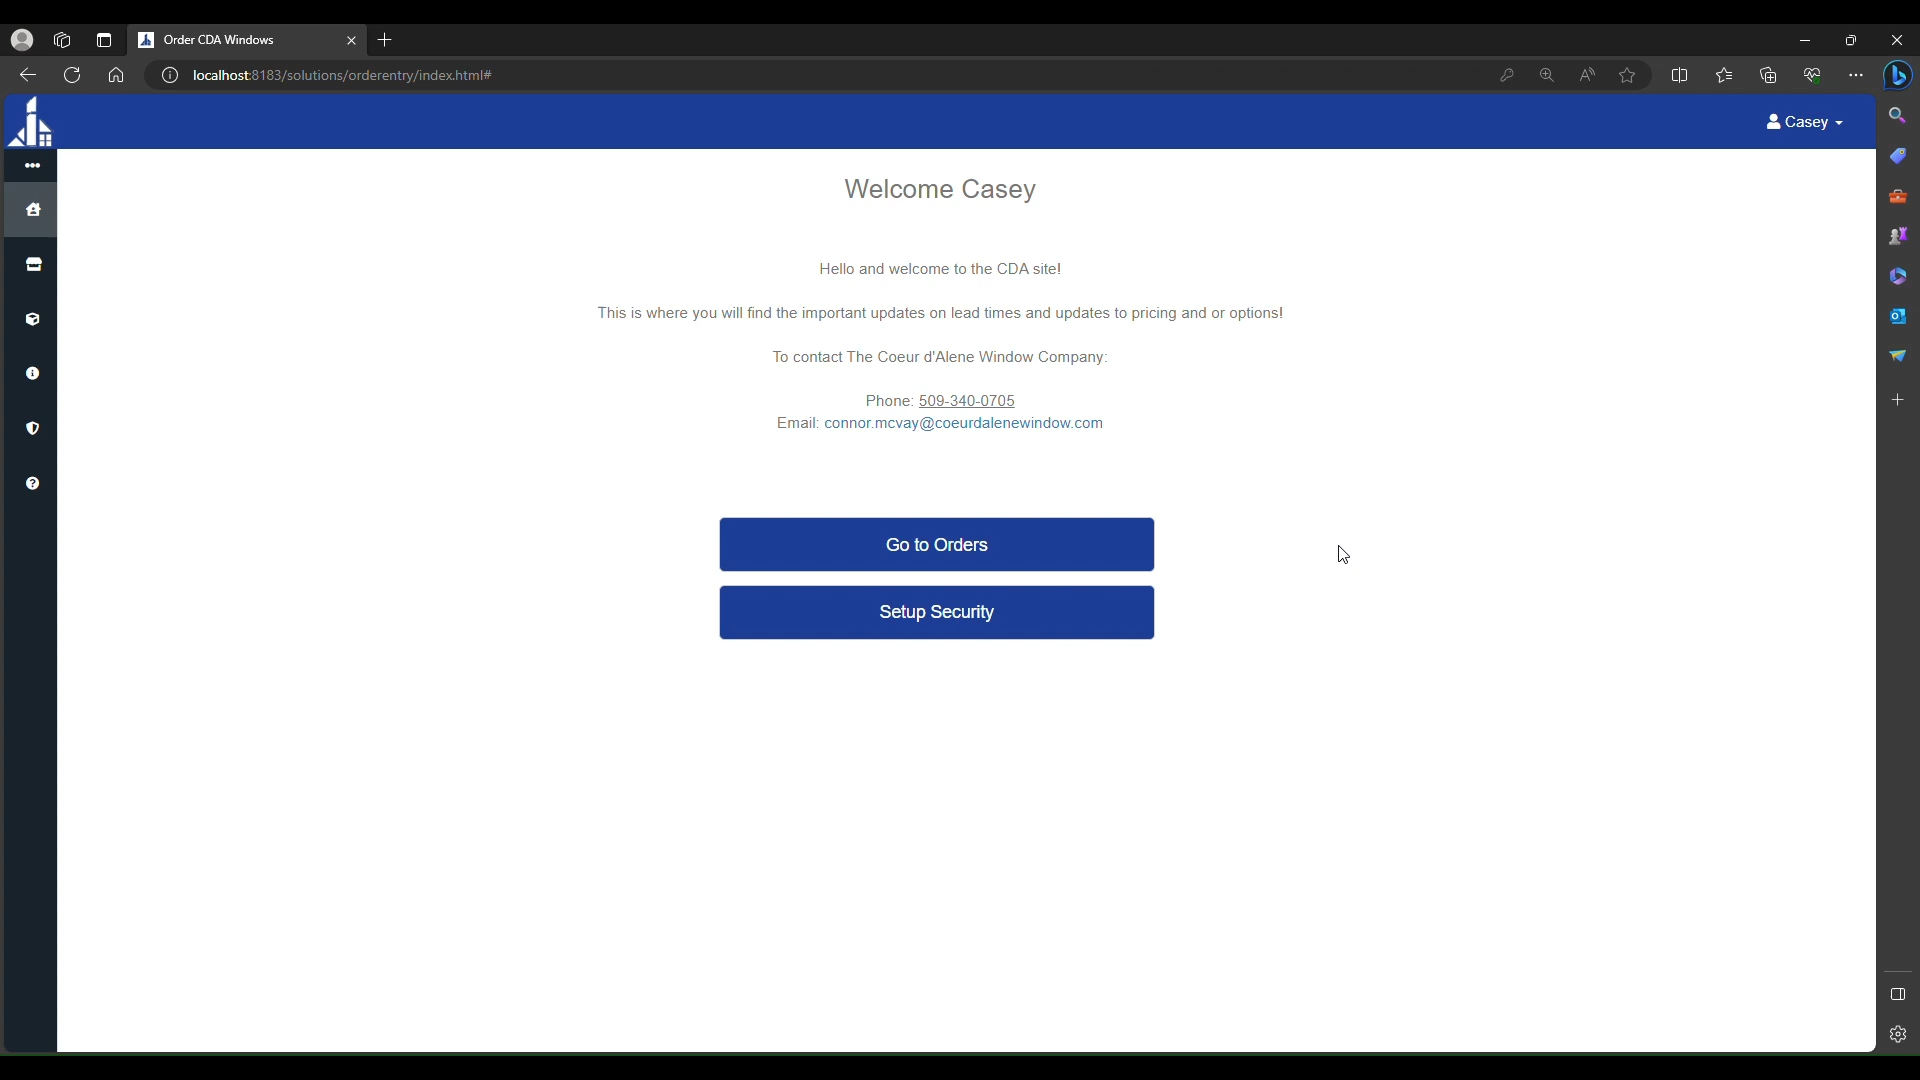 Order CDA Windows
localhost:8183/solutions/orderentry/index.html#
Casey
Welcome Casey
Hello and welcome to the CDA site!
This is where you will find the important updates on lead times and updates to pricing and or options!
To contact The Coeur d'Alene Window Company:
Phone: 509-340-0705
Email: connor.mcvay@coeurdalenewindow.com
Go to Orders
Setup Security